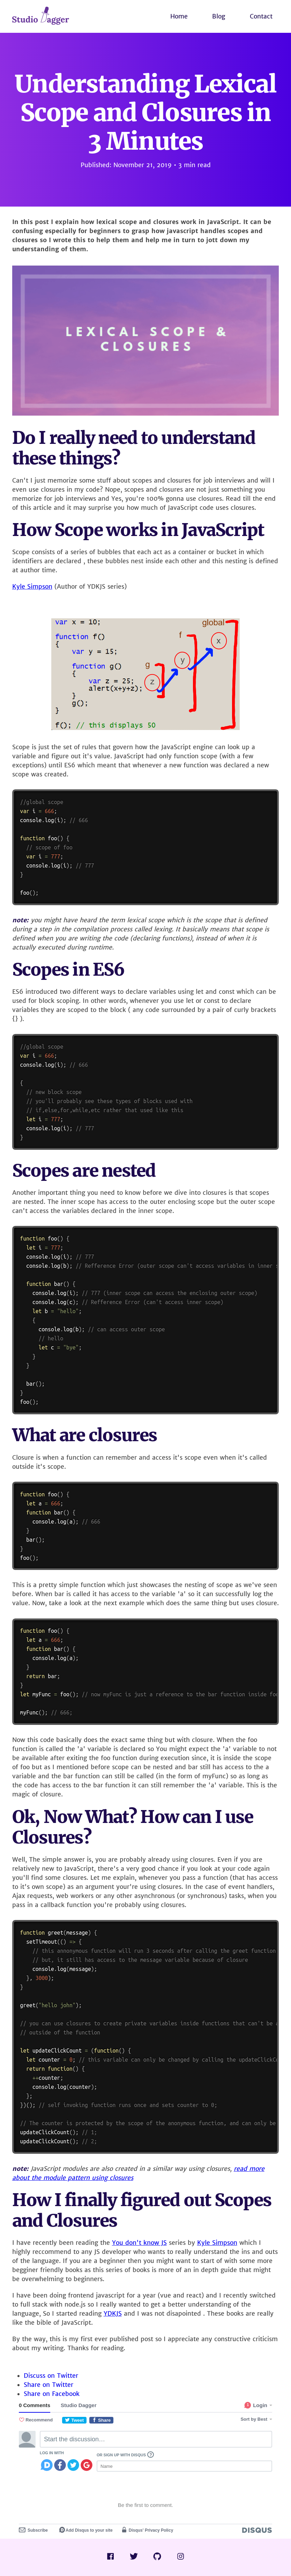 Studio Dagger
Home Blog Contact
Understanding Lexical
Scope and Closures in
3 Minutes
Published: November 21, 2019 • 3 min read
In this post I explain how lexical scope and closures work in JavaScript. It can be
confusing especially for beginners to grasp how javascript handles scopes and
closures so I wrote this to help them and help me in turn to jott down my
understanding of them.
LEXICAL SCOPE &
CLOSURES
Do I really need to understand
these things?
Can't I just memorize some stuff about scopes and closures for job interviews and will I
even use closures in my code? Nope, scopes and closures are not just something you
memorize for job interviews and Yes, you're 100% gunna use closures. Read till the end
of this article and it may surprise you how much of JavaScript code uses closures.
How Scope works in JavaScript
Scope consists of a series of bubbles that each act as a container or bucket in which
identifiers are declared , these bubbles nest inside each other and this nesting is defined
at author time.
Kyle Simpson (Author of YDKJS series)
var x = 10;
function f()
{
var y = 15;
function g()
{
var z = 25;
alert(x+y+z);
}
}
f(); // this displays 50
global
f
g
x
y
z
Scope is just the set of rules that govern how the JavaScript engine can look up a
variable and figure out it's value. JavaScript had only function scope (with a few
exceptions) until ES6 which meant that whenever a new function was declared a new
scope was created.
//global scope
var i = 666;
console.log(i); // 666
function foo() {
// scope of foo
var i = 777;
console.log(i); // 777
}
foo();
note: you might have heard the term lexical scope which is the scope that is defined
during a step in the compilation process called lexing. It basically means that scope is
defined when you are writing the code (declaring functions), instead of when it is
actually executed during runtime.
Scopes in ES6
ES6 introduced two different ways to declare variables using let and const which can be
used for block scoping. In other words, whenever you use let or const to declare
variables they are scoped to the block ( any code surrounded by a pair of curly brackets
{} ).
//global scope
var i = 666;
console.log(i); // 666
{
// new block scope
// you'll probably see these types of blocks used with
// if,else,for,while,etc rather that used like this
let i = 777;
console.log(i); // 777
}
Scopes are nested
Another important thing you need to know before we dive into closures is that scopes
are nested. The inner scope has access to the outer enclosing scope but the outer scope
can't access the variables declared in the inner scope.
function foo() {
let i = 777;
console.log(i); // 777
console.log(b); // Refference Error (outer scope can't access variables in inner
function bar() {
console.log(i); // 777 (inner scope can access the enclosing outer scope)
console.log(c); // Refference Error (can't access inner scope)
let b = "hello";
{
console.log(b); // can access outer scope
// hello
let c = "bye";
}
}
bar();
}
foo();
What are closures
Closure is when a function can remember and access it's scope even when it's called
outside it's scope.
function foo() {
let a = 666;
function bar() {
console.log(a); // 666
}
bar();
}
foo();
This is a pretty simple function which just showcases the nesting of scope as we've seen
before. When bar is called it has access to the variable 'a' so it can successfully log the
value. Now, take a look at the next example which does the same thing but uses closure.
function foo() {
let a = 666;
function bar() {
console.log(a);
}
return bar;
}
let myFunc = foo(); // now myFunc is just a reference to the bar function inside foo
myFunc(); // 666;
Now this code basically does the exact same thing but with closure. When the foo
function is called the 'a' variable is declared so You might expect the 'a' variable to not
be available after exiting the foo function during execution since, it is inside the scope
of foo but as I mentioned before scope can be nested and bar still has access to the a
variable and the bar function can still be called (in the form of myFunc()) so as long as
the code has access to the bar function it can still remember the 'a' variable. This is the
magic of closure.
Ok, Now What? How can I use
Closures?
Well, The simple answer is, you are probably already using closures. Even if you are
relatively new to JavaScript, there's a very good chance if you look at your code again
you'll find some closures. Let me explain, whenever you pass a function (that has access
to it's own scope) as an argument you're using closures. If you've used event handlers,
Ajax requests, web workers or any other asynchronous (or synchronous) tasks, when you
pass in a callback function you're probably using closures.
function greet(message) {
setTimeout(() => {
// this annonymous function will run 3 seconds after calling the greet function
// but, it still has access to the message variable because of closure
console.log(message);
}, 3000);
}
greet("hello john");
// you can use closures to create private variables inside functions that can't be
// outside of the function
let updateClickCount = (function() {
let counter = 0; // this variable can only be changed by calling the
return function() {
++counter;
console.log(counter);
};
})(); // self invoking function runs once and sets counter to 0;
// The counter is protected by the scope of the anonymous function, and can only be
updateClickCount(); // 1;
updateClickCount(); // 2;
note: JavaScript modules are also created in a similar way using closures, read more
about the module pattern using closures
How I finally figured out Scopes
and Closures
I have recently been reading the You don't know JS series by Kyle Simpson which I
highly reccommend to any JS developer who wants to really understand the ins and outs
of the language. If you are a beginner then you might want to start of with some more
begginer friendly books as this series of books is more of an in depth guide that might
be overwhelming to beginners.
I have been doing fromend javascript for a year (vue and react) and I recently switched
to full stack with node.js so I really wanted to get a better understanding of the
language, So I started reading YDKJS and I was not disapointed . These books are really
like the bible of JavaScript.
By the way, this is my first ever published post so I appreciate any constructive criticism
about my writing. Thanks for reading.
Discuss on Twitter
Share on Twitter
Share on Facebook
0 Comments Studio Dagger 1 Login
Recommend Tweet Share Sort by Best
Start the discussion...
LOG IN WITH
OR SIGN UP WITH DISQUS ?
Name
Be the first to comment.
Subscribe Add Disqus to your site Disqus' Privacy Policy DISQUS